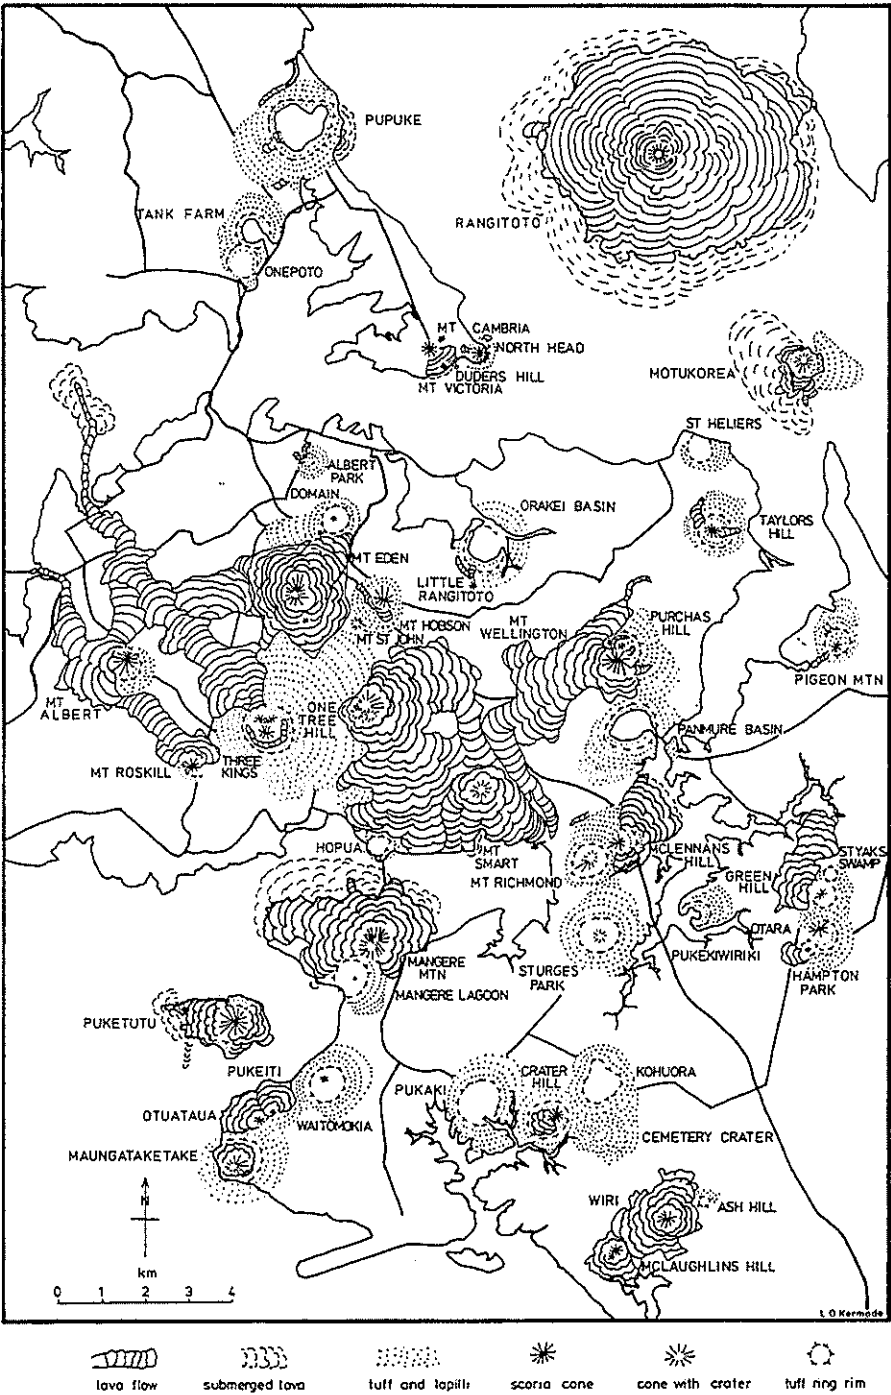 PUPUKE
TANK FARM
RANGITOTO
ONEPOTO
MT CAMBRIA
NORTH HEAD
DUDERS HILL
MT VICTORIA
MOTUKOREA
ST HELIERS
ALBERT
PARK
DOMAIN
ORAKEI BASIN
TAYLORS
HILL
MT EDEN
LITTLE
RANGITOTO
MT HOBSON
MT ST JOHN
MT
WELLINGTON
PURCHAS
HILL
PIGEON MTN
MT
ALBERT
ONE
TREE
HILL
PANMURE BASIN
MT ROSKILL
THREE
KINGS
HOPUA
MT
SMART
MT RICHMOND
MCLENNANS
HILL
STYAKS
SWAMP
GREEN
HILL
OTARA
PUKEKIWIRIKI
HAMPTON
PARK
MANGERE
MTN
MANGERE LAGOON
STURGES
PARK
PUKETUTU
PUKEITI
PUKAKI
CRATER
HILL
KOHUORA
OTUATAUA
WAITOMOKIA
CEMETERY CRATER
MAUNGATAKETAKE
N
WIRI
ASH HILL
MCLAUGHLINS HILL
km
0 1 2 3 4
L O Kermode
lava flow submerged lava tuff and lapilli scoria cone cone with crater tuff ring rim